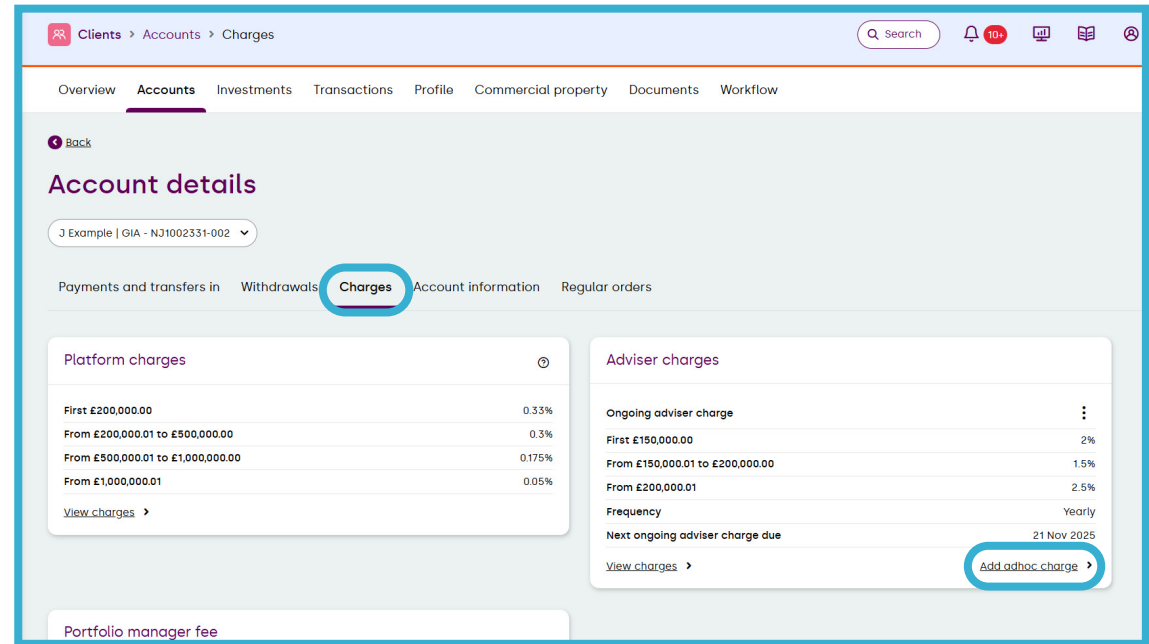 Clients > Accounts > Charges
Search
10+
Overview Accounts Investments Transactions Profile Commercial property Documents Workflow
Back
Account details
J Example | GIA - NJ1002331-002
Payments and transfers in Withdrawals Charges Account information Regular orders
Platform charges
First £200,000.00 0.33%
From £200,000.01 to £500,000.00 0.3%
From £500,000.01 to £1,000,000.00 0.175%
From £1,000,000.01 0.05%
View charges >
Adviser charges
Ongoing adviser charge
First £150,000.00 2%
From £150,000.01 to £200,000.00 1.5%
From £200,000.01 2.5%
Frequency Yearly
Next ongoing adviser charge due 21 Nov 2025
View charges > Add adhoc charge >
Portfolio manager fee